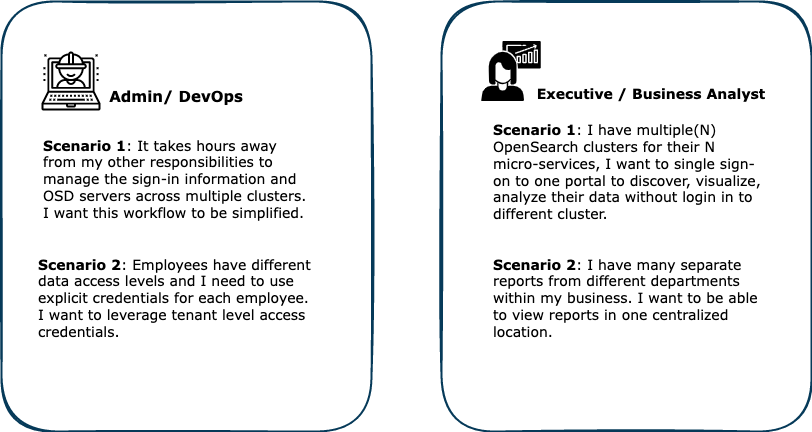 Admin/ DevOps
Scenario 1: It takes hours away
from my other responsibilities to
manage the sign-in information and
OSD servers across multiple clusters.
I want this workflow to be simplified.
Scenario 2: Employees have different
data access levels and I need to use
explicit credentials for each employee.
I want to leverage tenant level access
credentials.
Executive / Business Analyst
Scenario 1: I have multiple(N)
OpenSearch clusters for their N
micro-services, I want to single sign-
on to one portal to discover, visualize,
analyze their data without login in to
different cluster.
Scenario 2: I have many separate
reports from different departments
within my business. I want to be able
to view reports in one centralized
location.